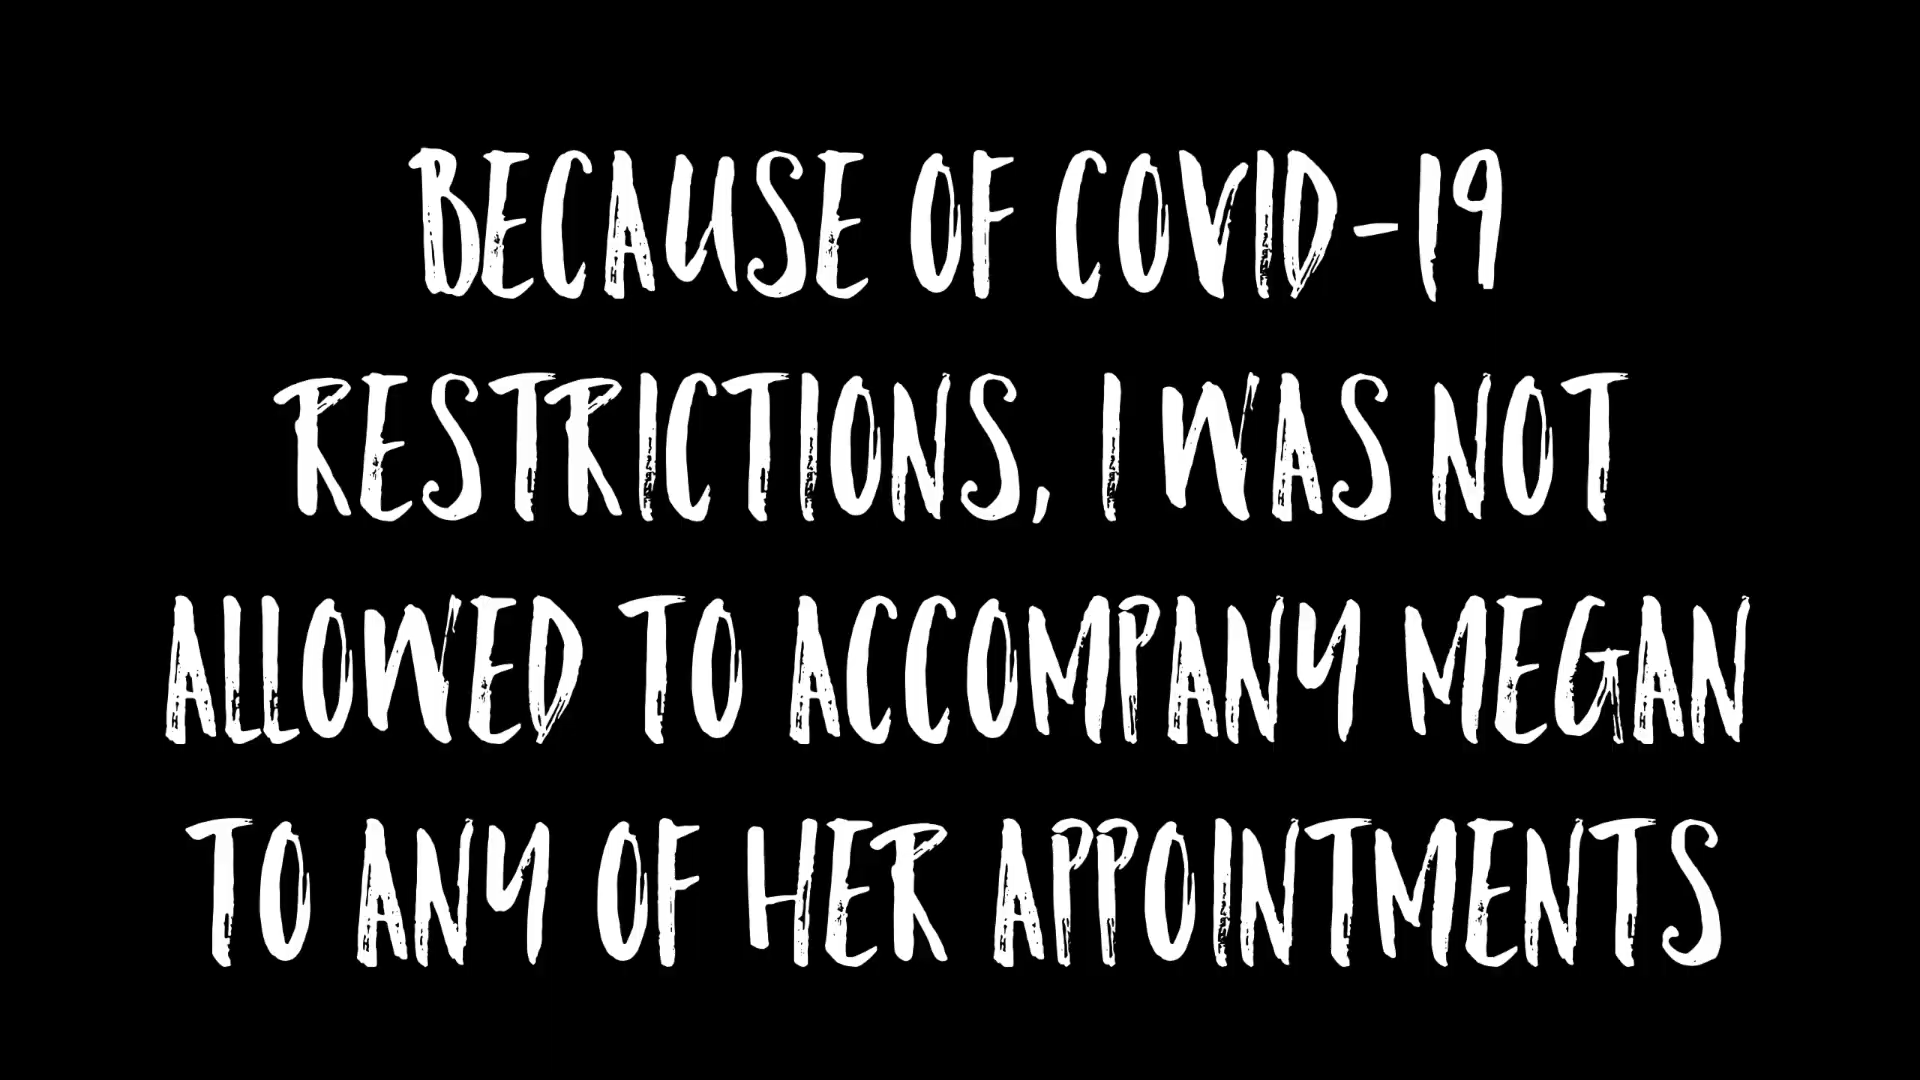 BECAUSE OF COVID-19
RESTRICTIONS, I WAS NOT
ALLOWED TO ACCOMPANY MEGAN
TO ANY OF HER APPOINTMENTS